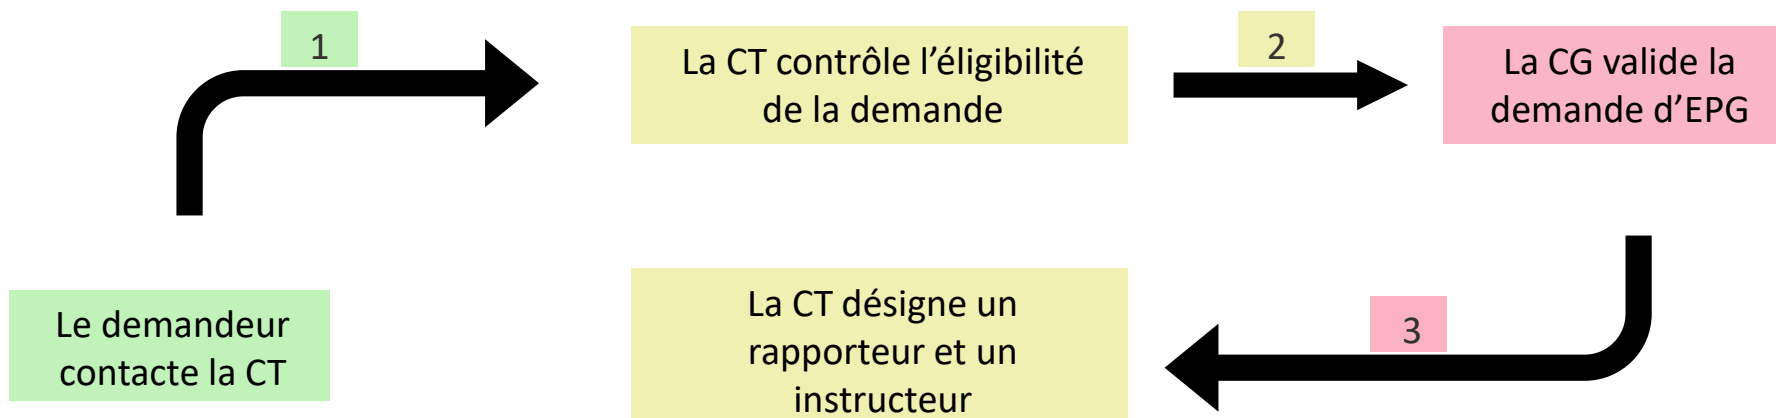 1
La CT contrôle l’éligibilité
de la demande
2
La CG valide la
demande d’EPG
3
La CT désigne un
rapporteur et un
instructeur
Le demandeur
contacte la CT